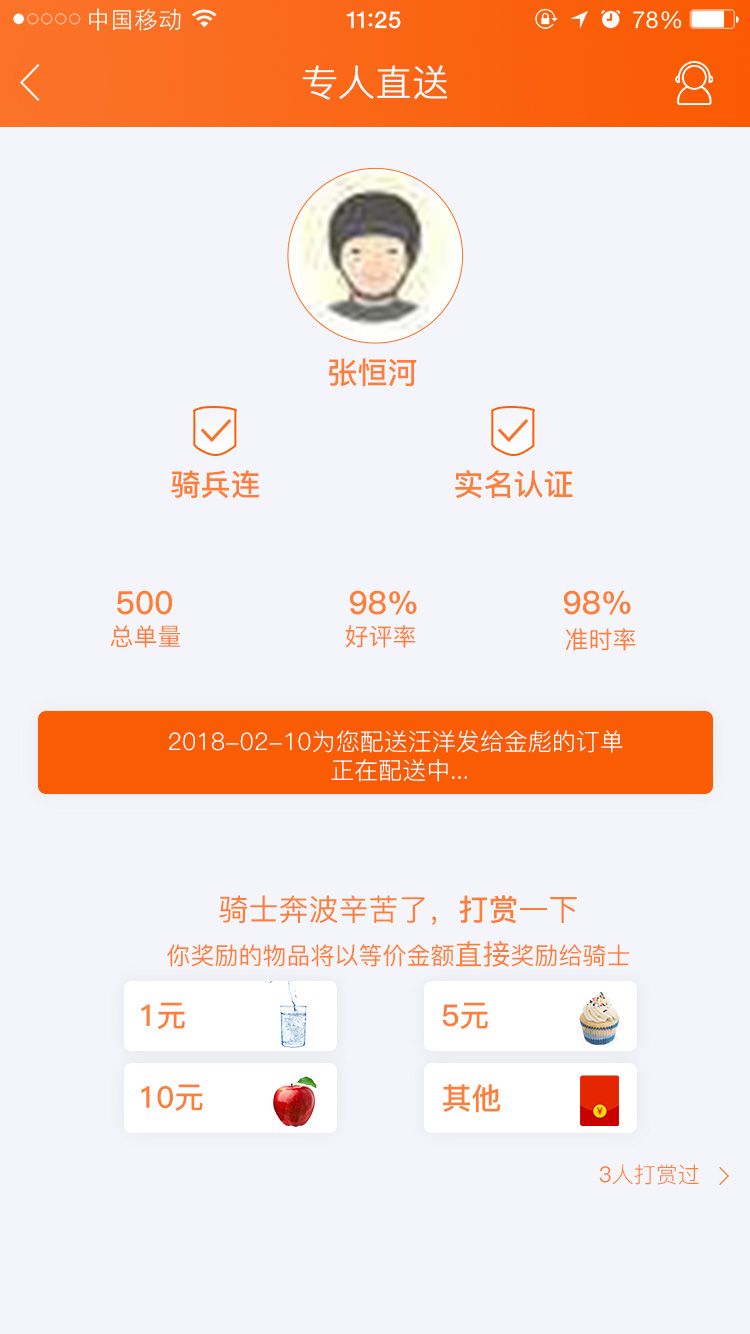 中国移动 11:25 78%
专人直送
张恒河
骑兵连 实名认证
500 98% 98%
总单量 好评率 准时率
2018-02-10为您配送汪洋发给金彪的订单
正在配送中...
骑士奔波辛苦了，打赏一下
你奖励的物品将以等价金额直接奖励给骑士
1元 5元
10元 其他
¥
3人打赏过